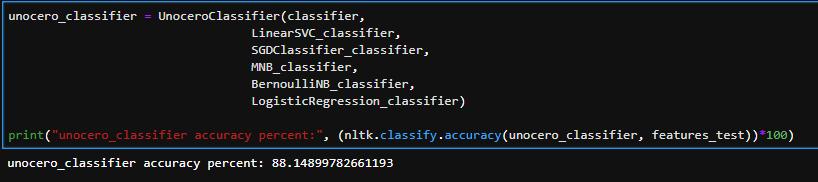 unocero_classifier = UnoceroClassifier(classifier,
LinearSVC_classifier,
SGDClassifier_classifier,
MNB_classifier,
BernoulliNB_classifier,
LogisticRegression_classifier)
print("unocero_classifier accuracy percent:", (nltk.classify.accuracy(unocero_classifier, features_test))*100)
unocero_classifier accuracy percent: 88.14899782661193